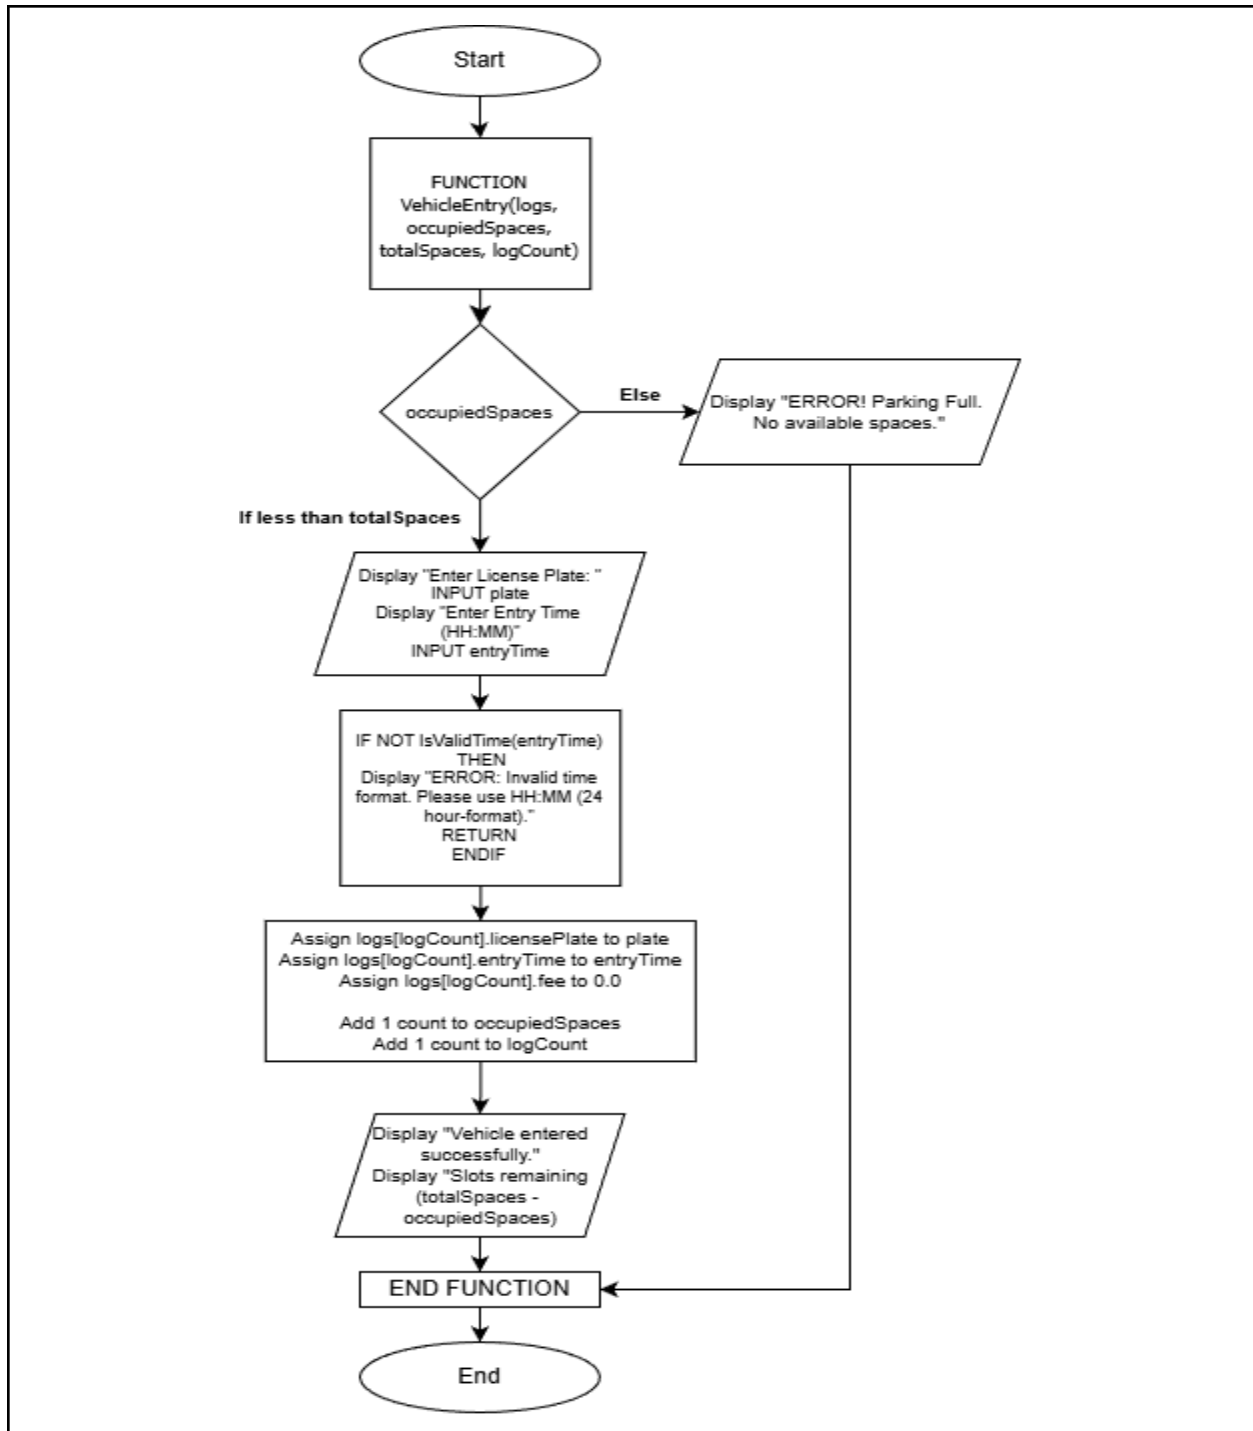 Start
FUNCTION
VehicleEntry(logs,
occupiedSpaces,
totalSpaces, logCount)
occupiedSpaces
Else
Display "ERROR! Parking Full.
No available spaces."
If less than totalSpaces
Display "Enter License Plate: "
INPUT plate
Display "Enter Entry Time
(HH:MM)"
INPUT entryTime
IF NOT IsValidTime(entryTime)
THEN
Display "ERROR: Invalid time
format. Please use HH:MM (24
hour-format)."
RETURN
ENDIF
Assign logs[logCount].licensePlate to plate
Assign logs[logCount].entryTime to entryTime
Assign logs[logCount].fee to 0.0
Add 1 count to occupiedSpaces
Add 1 count to logCount
Display "Vehicle entered
successfully."
Display "Slots remaining
(totalSpaces -
occupiedSpaces)
END FUNCTION
End